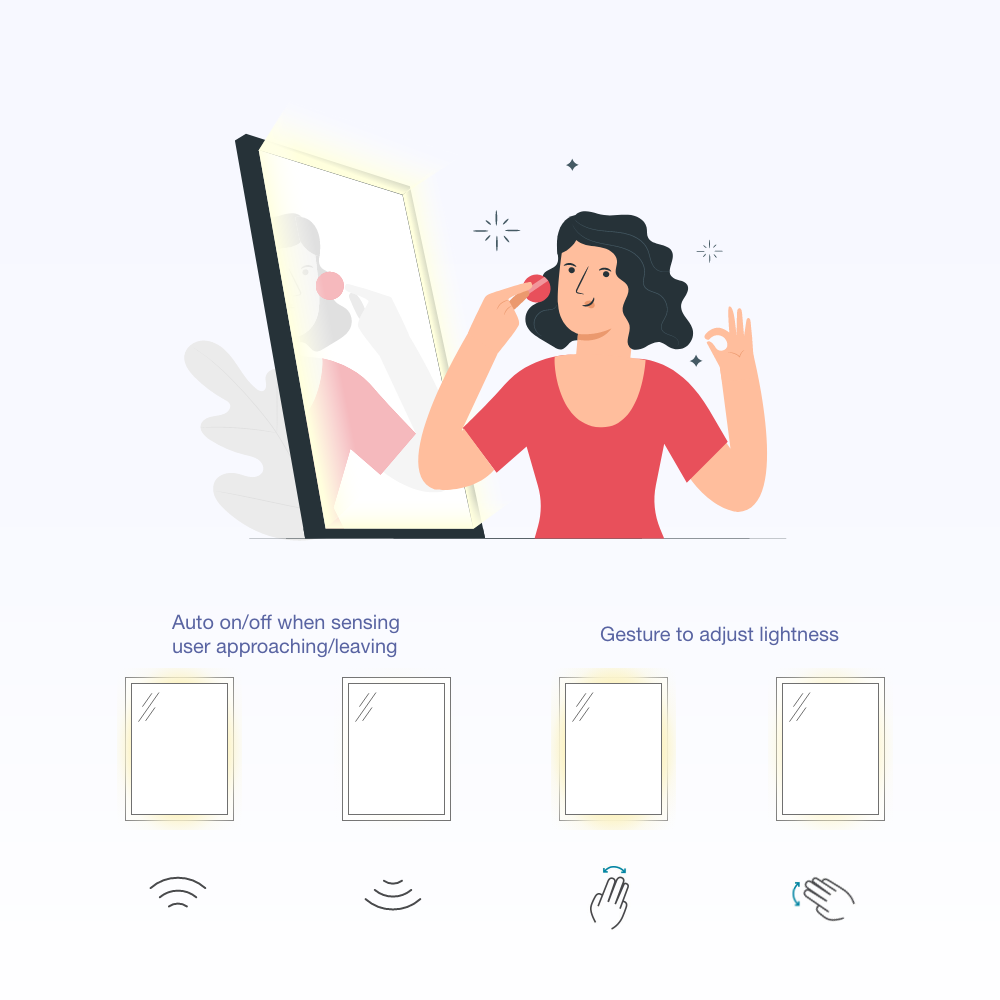 Auto on/off when sensing
user approaching/leaving
Gesture to adjust lightness